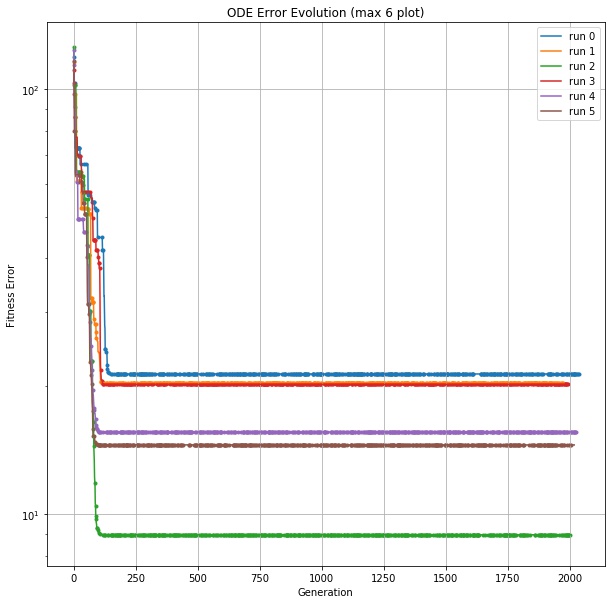 ODE Error Evolution (max 6 plot)
run 0
run 1
run 2
run 3
run 4
run 5
10²
10¹
Fitness Error
0 250 500 750 1000 1250 1500 1750 2000
Generation